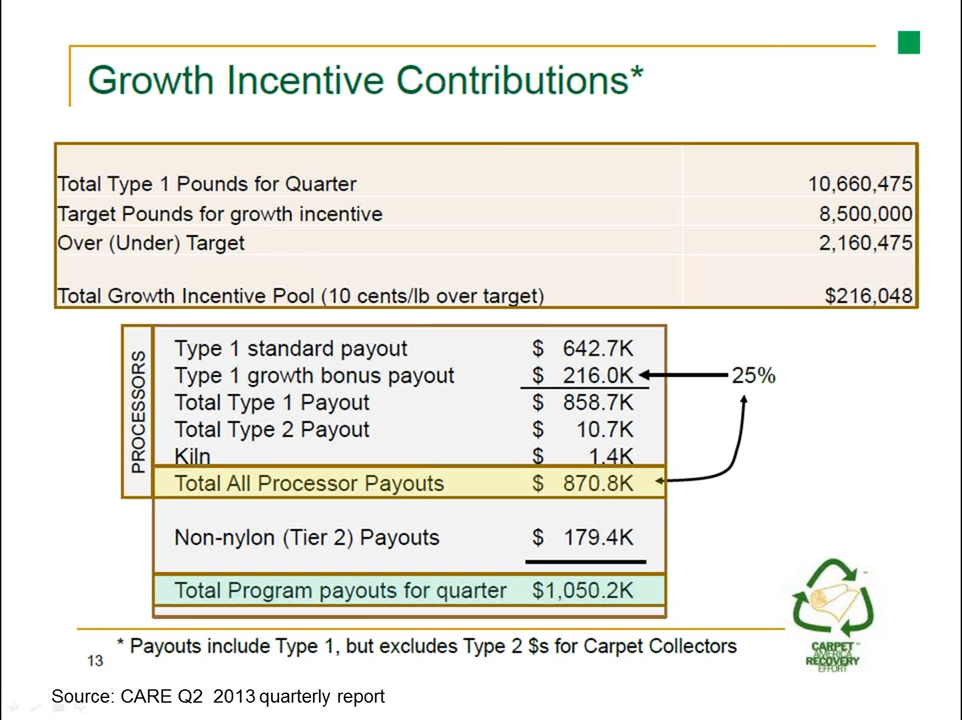 Growth Incentive Contributions*
Total Type 1 Pounds for Quarter 10,660,475
Target Pounds for growth incentive 8,500,000
Over (Under) Target 2,160,475
Total Growth Incentive Pool (10 cents/lb over target) $216,048
PROCESSORS
Type 1 standard payout $ 642.7K
Type 1 growth bonus payout $ 216.0K 25%
Total Type 1 Payout $ 858.7K
Total Type 2 Payout $ 10.7K
Kiln $ 1.4K
Total All Processor Payouts $ 870.8K
Non-nylon (Tier 2) Payouts $ 179.4K
Total Program payouts for quarter $1,050.2K
* Payouts include Type 1, but excludes Type 2 $s for Carpet Collectors
13
CARPET
AMERICA
RECOVERY
EFFORT
Source: CARE Q2 2013 quarterly report